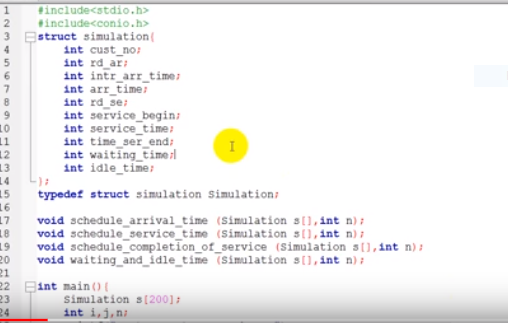 1 #include<stdio.h>
2 #include<conio.h>
3 struct simulation{
4 int cust_no;
5 int rd_ar;
6 int intr_arr_time;
7 int arr_time;
8 int rd_se;
9 int service_begin;
10 int service_time;
11 int time_ser_end;
12 int waiting_time;
13 int idle_time;
14 };
15 typedef struct simulation Simulation;
16
17 void schedule_arrival_time (Simulation s[],int n);
18 void schedule_service_time (Simulation s[],int n);
19 void schedule_completion_of_service (Simulation s[],int n);
20 void waiting_and_idle_time (Simulation s[],int n);
21
22 int main(){
23 Simulation s[200];
24 int i,j,n;